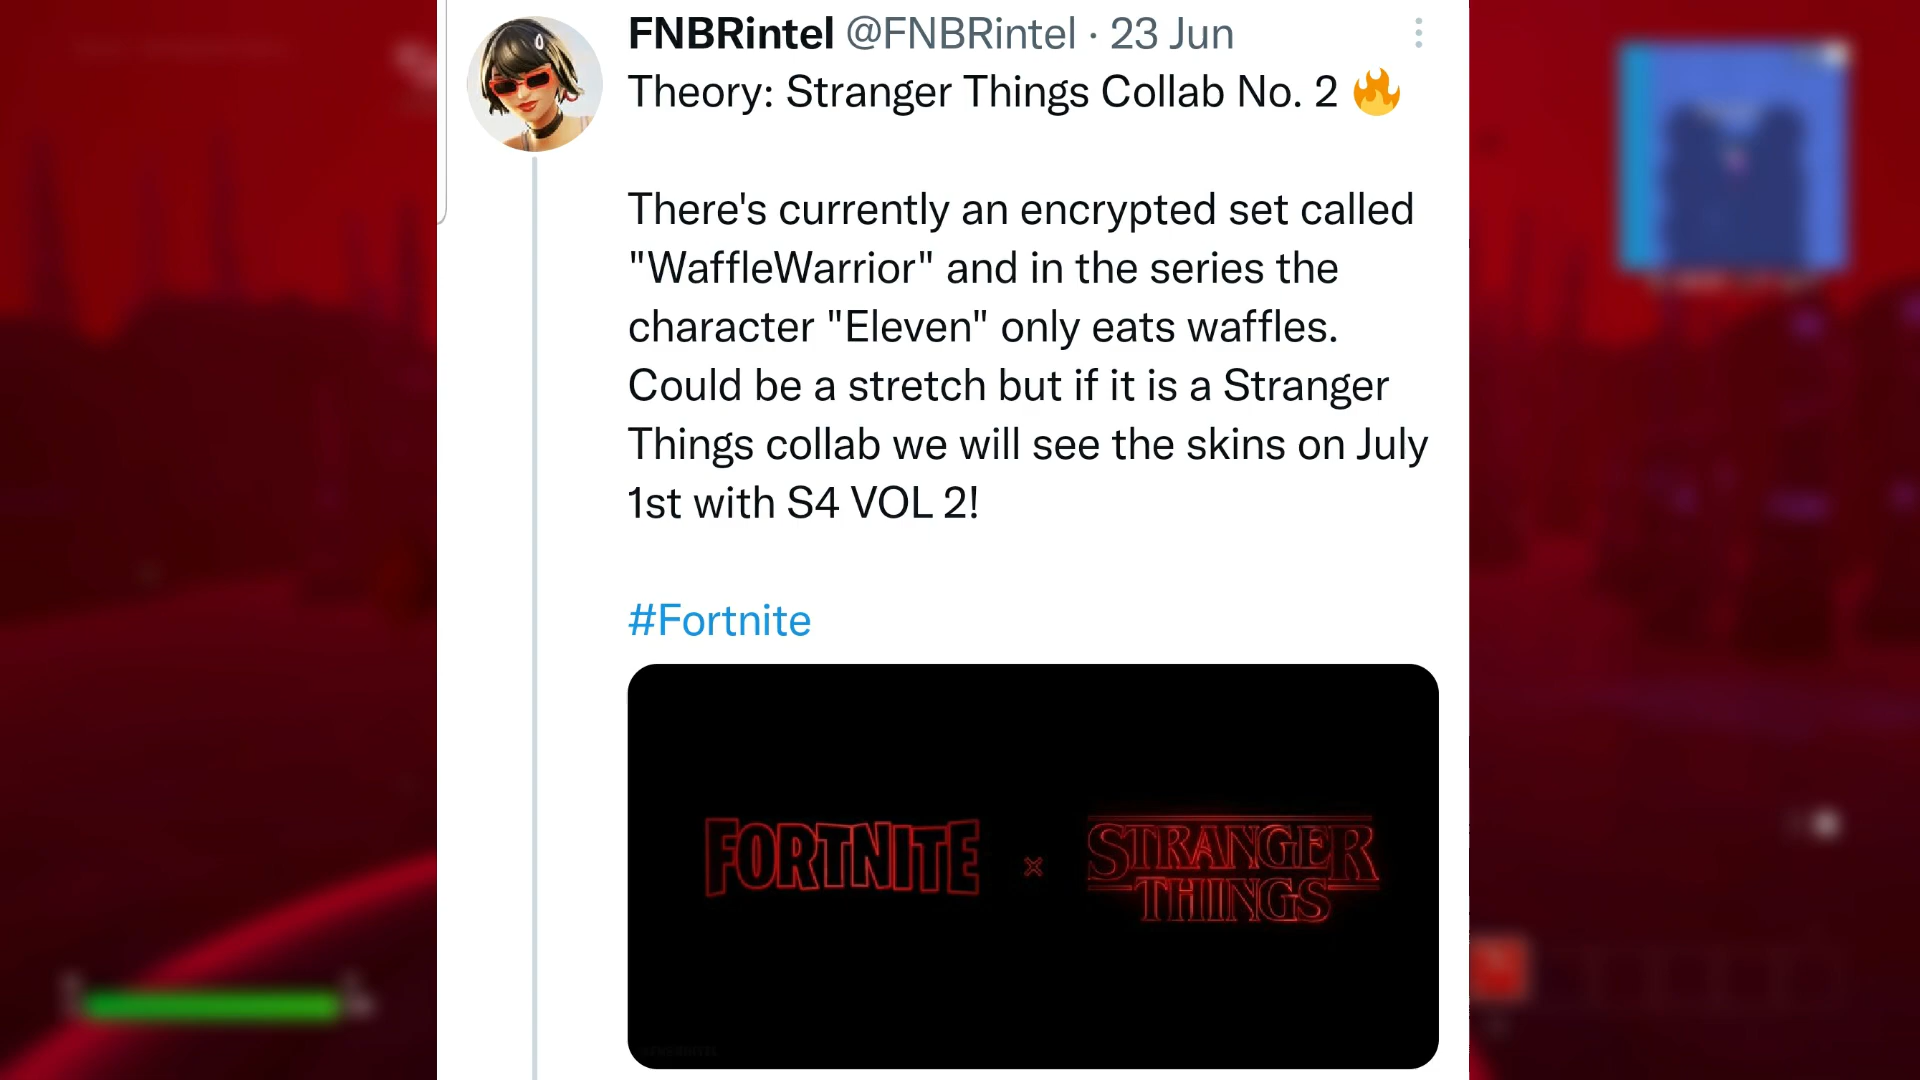 FNBRintel @FNBRintel · 23 Jun
Theory: Stranger Things Collab No. 2 🔥
There's currently an encrypted set called
"WaffleWarrior" and in the series the
character "Eleven" only eats waffles.
Could be a stretch but if it is a Stranger
Things collab we will see the skins on July
1st with S4 VOL 2!
#Fortnite
FORTNITE x STRANGER
THINGS